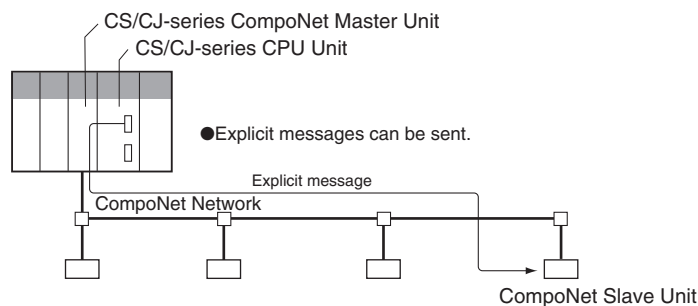 CS/CJ-series CompoNet Master Unit
CS/CJ-series CPU Unit
●Explicit messages can be sent.
Explicit message
CompoNet Network
CompoNet Slave Unit